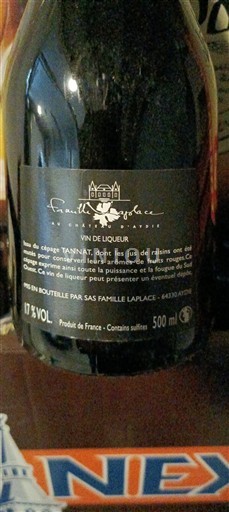 Famille Laplace
AU CHÂTEAU D'AYDIE
VIN DE LIQUEUR
du cépage TANNAT, dont les jus de raisins ont été
pour conserver leurs arômes de fruits rouges. Ce
cépage exprime ainsi toute la puissance et la fougue du Sud
Ouest. Ce vin de liqueur peut présenter un éventuel dépôt.
MIS EN BOUTEILLE PAR SAS FAMILLE LAPLACE - 64330 AYDIE
17 % VOL. Produit de France - Contains sulfites 500 ml
NEX